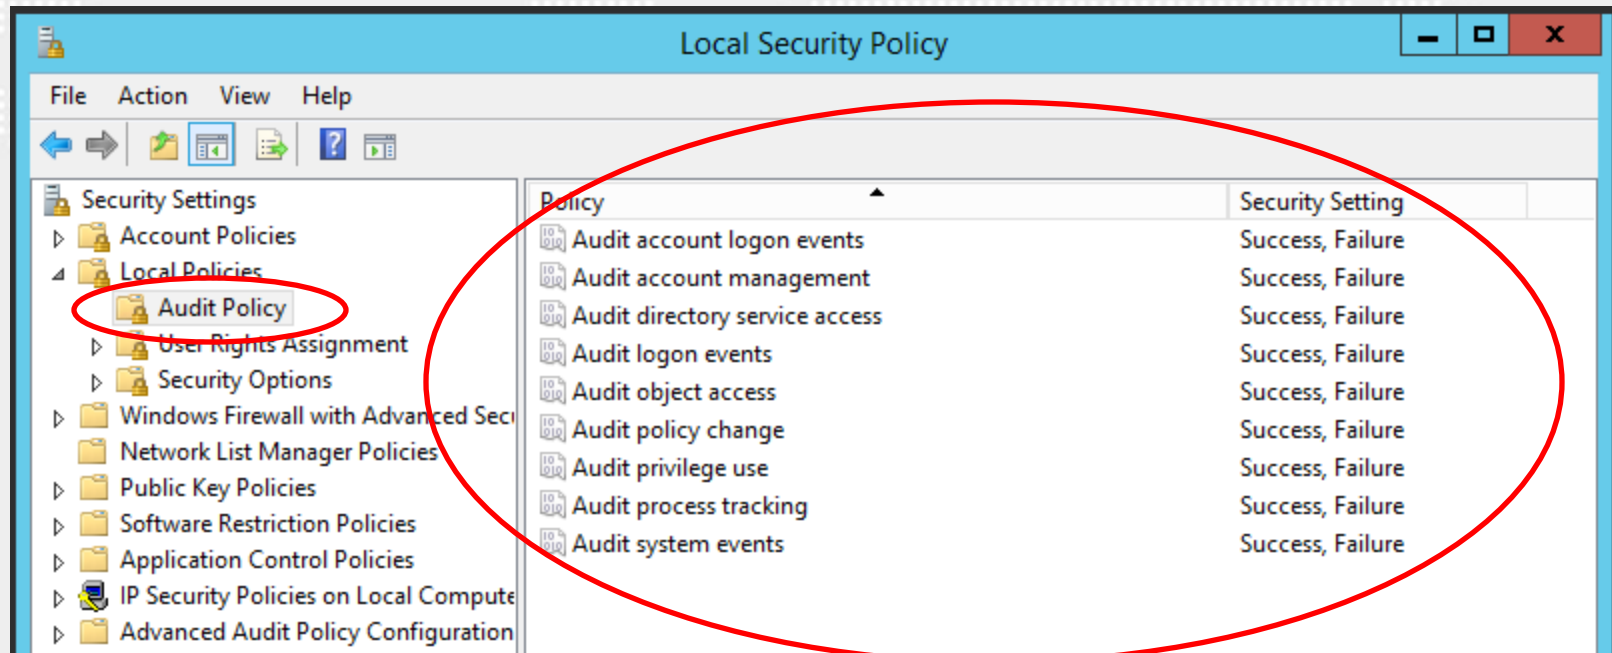 Local Security Policy
File Action View Help
Security Settings
Account Policies
Local Policies
Audit Policy
User Rights Assignment
Security Options
Windows Firewall with Advanced Secu
Network List Manager Policies
Public Key Policies
Software Restriction Policies
Application Control Policies
IP Security Policies on Local Compute
Advanced Audit Policy Configuration
Policy Security Setting
Audit account logon events Success, Failure
Audit account management Success, Failure
Audit directory service access Success, Failure
Audit logon events Success, Failure
Audit object access Success, Failure
Audit policy change Success, Failure
Audit privilege use Success, Failure
Audit process tracking Success, Failure
Audit system events Success, Failure